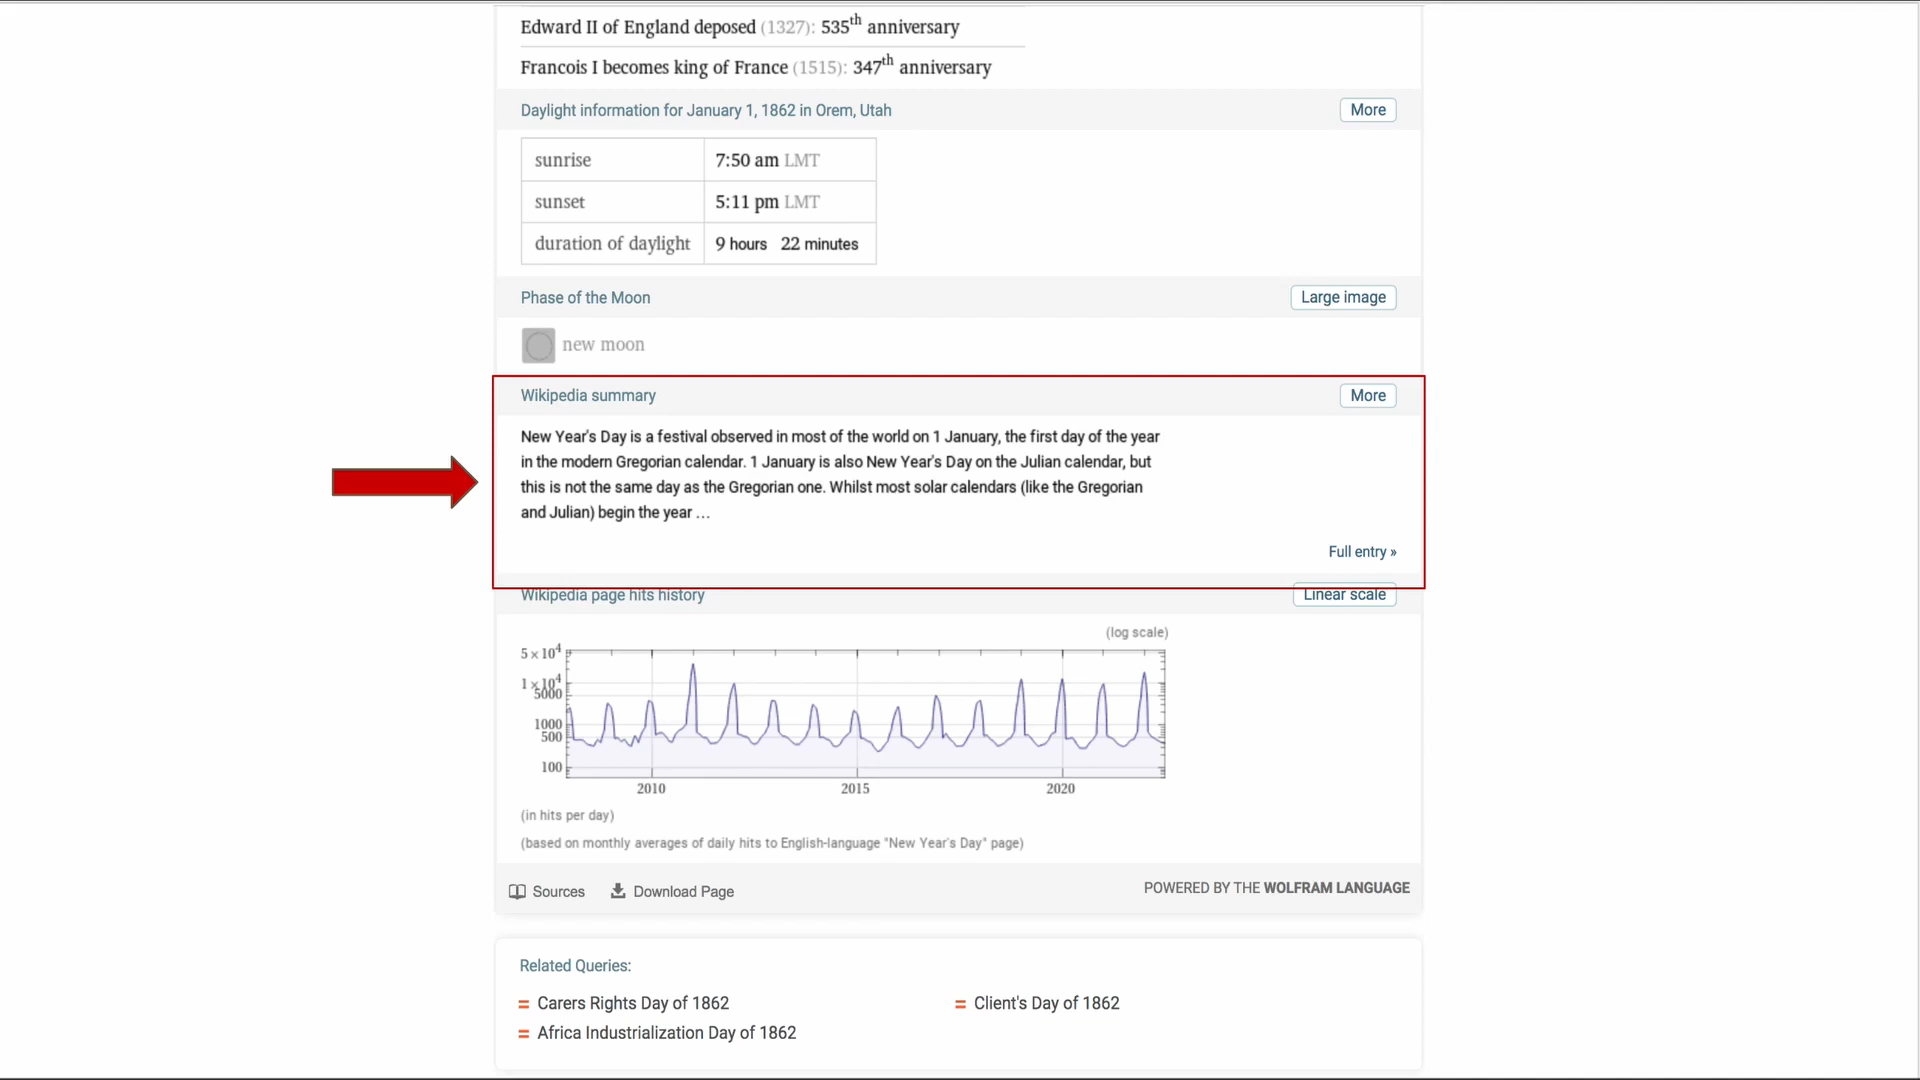 Edward II of England deposed (1327): 535th anniversary
Francois I becomes king of France (1515): 347th anniversary
Daylight information for January 1, 1862 in Orem, Utah More
sunrise 7:50 am LMT
sunset 5:11 pm LMT
duration of daylight 9 hours 22 minutes
Phase of the Moon Large image
new moon
Wikipedia summary More
New Year's Day is a festival observed in most of the world on 1 January, the first day of the year
in the modern Gregorian calendar. 1 January is also New Year's Day on the Julian calendar, but
this is not the same day as the Gregorian one. Whilst most solar calendars (like the Gregorian
and Julian) begin the year ...
Full entry »
Wikipedia page hits history Linear scale
(log scale)
5 × 10^4
1 × 10^4
5000
1000
500
100
2010 2015 2020
(in hits per day)
(based on monthly averages of daily hits to English-language "New Year's Day" page)
Sources Download Page POWERED BY THE WOLFRAM LANGUAGE
Related Queries:
= Carers Rights Day of 1862 = Client's Day of 1862
= Africa Industrialization Day of 1862